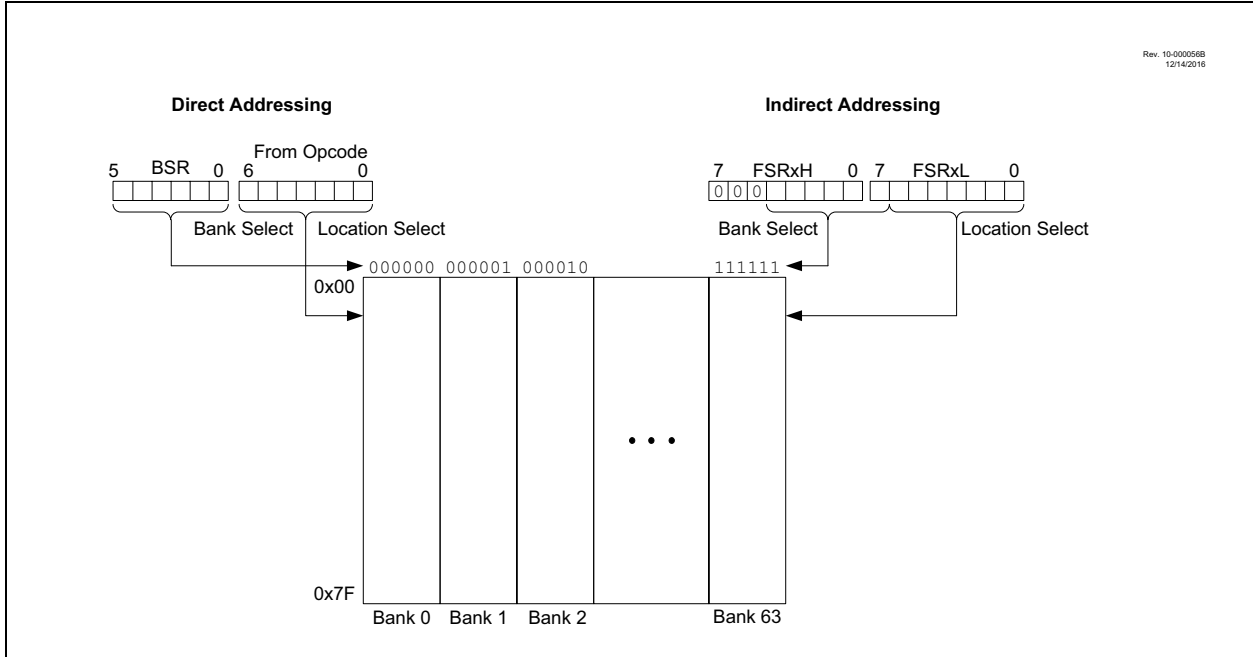 Rev. 10-000056B
12/14/2016
Direct Addressing
Indirect Addressing
From Opcode
5 BSR 0 6 0
7 FSRxH 0 7 FSRxL 0
0 0 0
Bank Select Location Select
Bank Select Location Select
000000 000001 000010 111111
0x00
0x7F
Bank 0 Bank 1 Bank 2 Bank 63